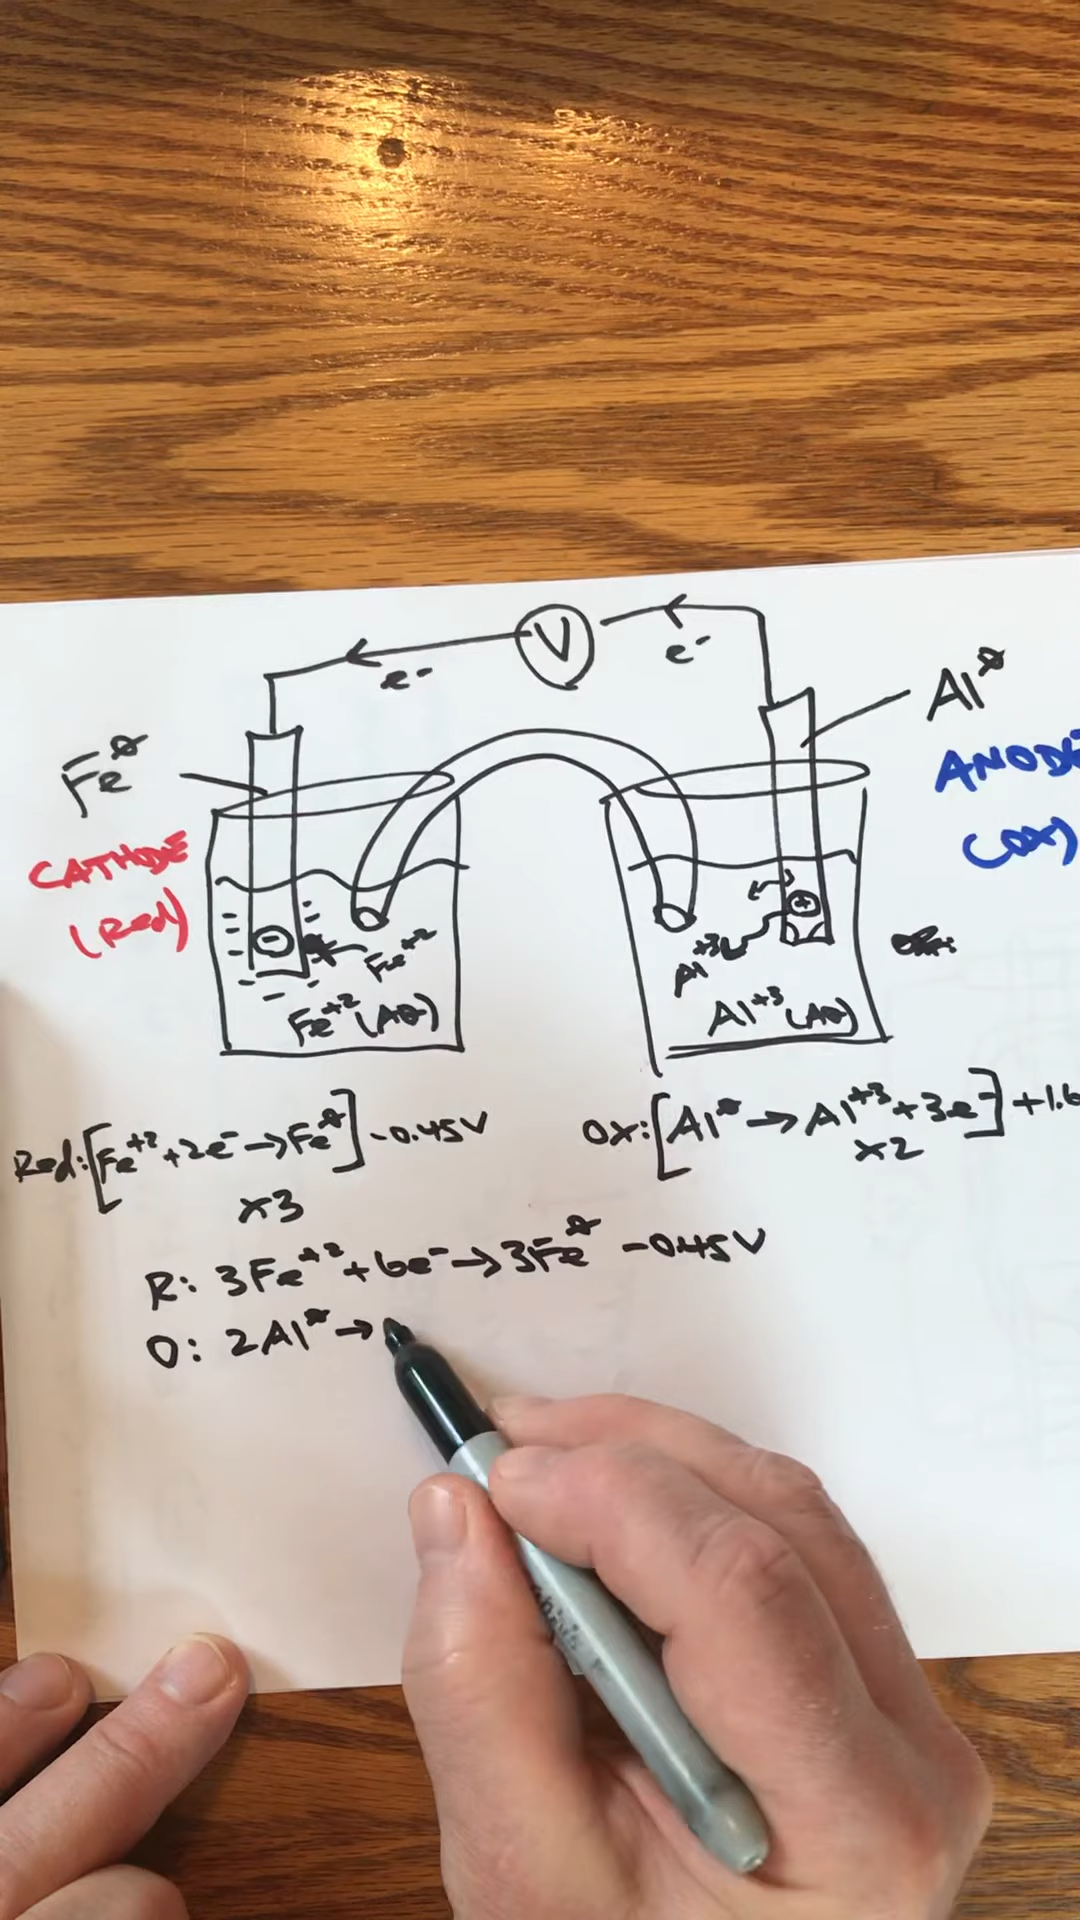 V
e⁻
e⁻
Al°
Fe°
ANODE
CATHODE
(OX)
(Red)
+
−
Fe⁺²
Al⁺³
Fe⁺² (AQ)
Al⁺³ (AQ)
Red: [Fe⁺² + 2e⁻ → Fe°] -0.45V
x3
OX: [Al° → Al⁺³ + 3e⁻] +1.6
x2
R: 3Fe⁺² + 6e⁻ → 3Fe° -0.45V
O: 2Al° →